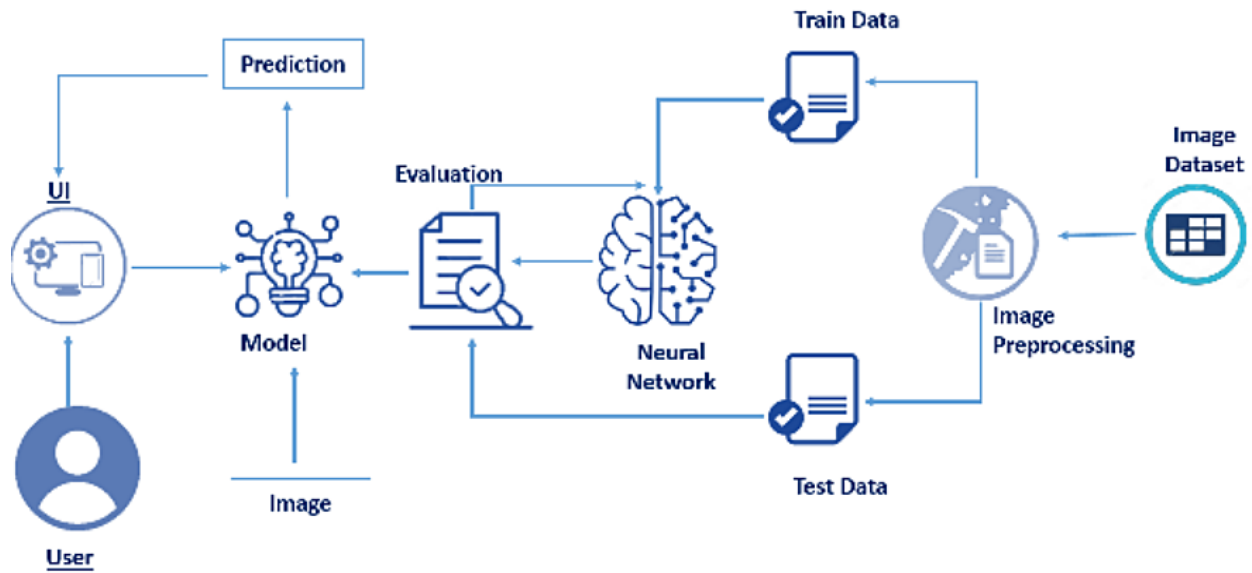 Train Data
Prediction
Image
Dataset
Evaluation
UI
Model
Neural
Network
Image
Preprocessing
Image
Test Data
User